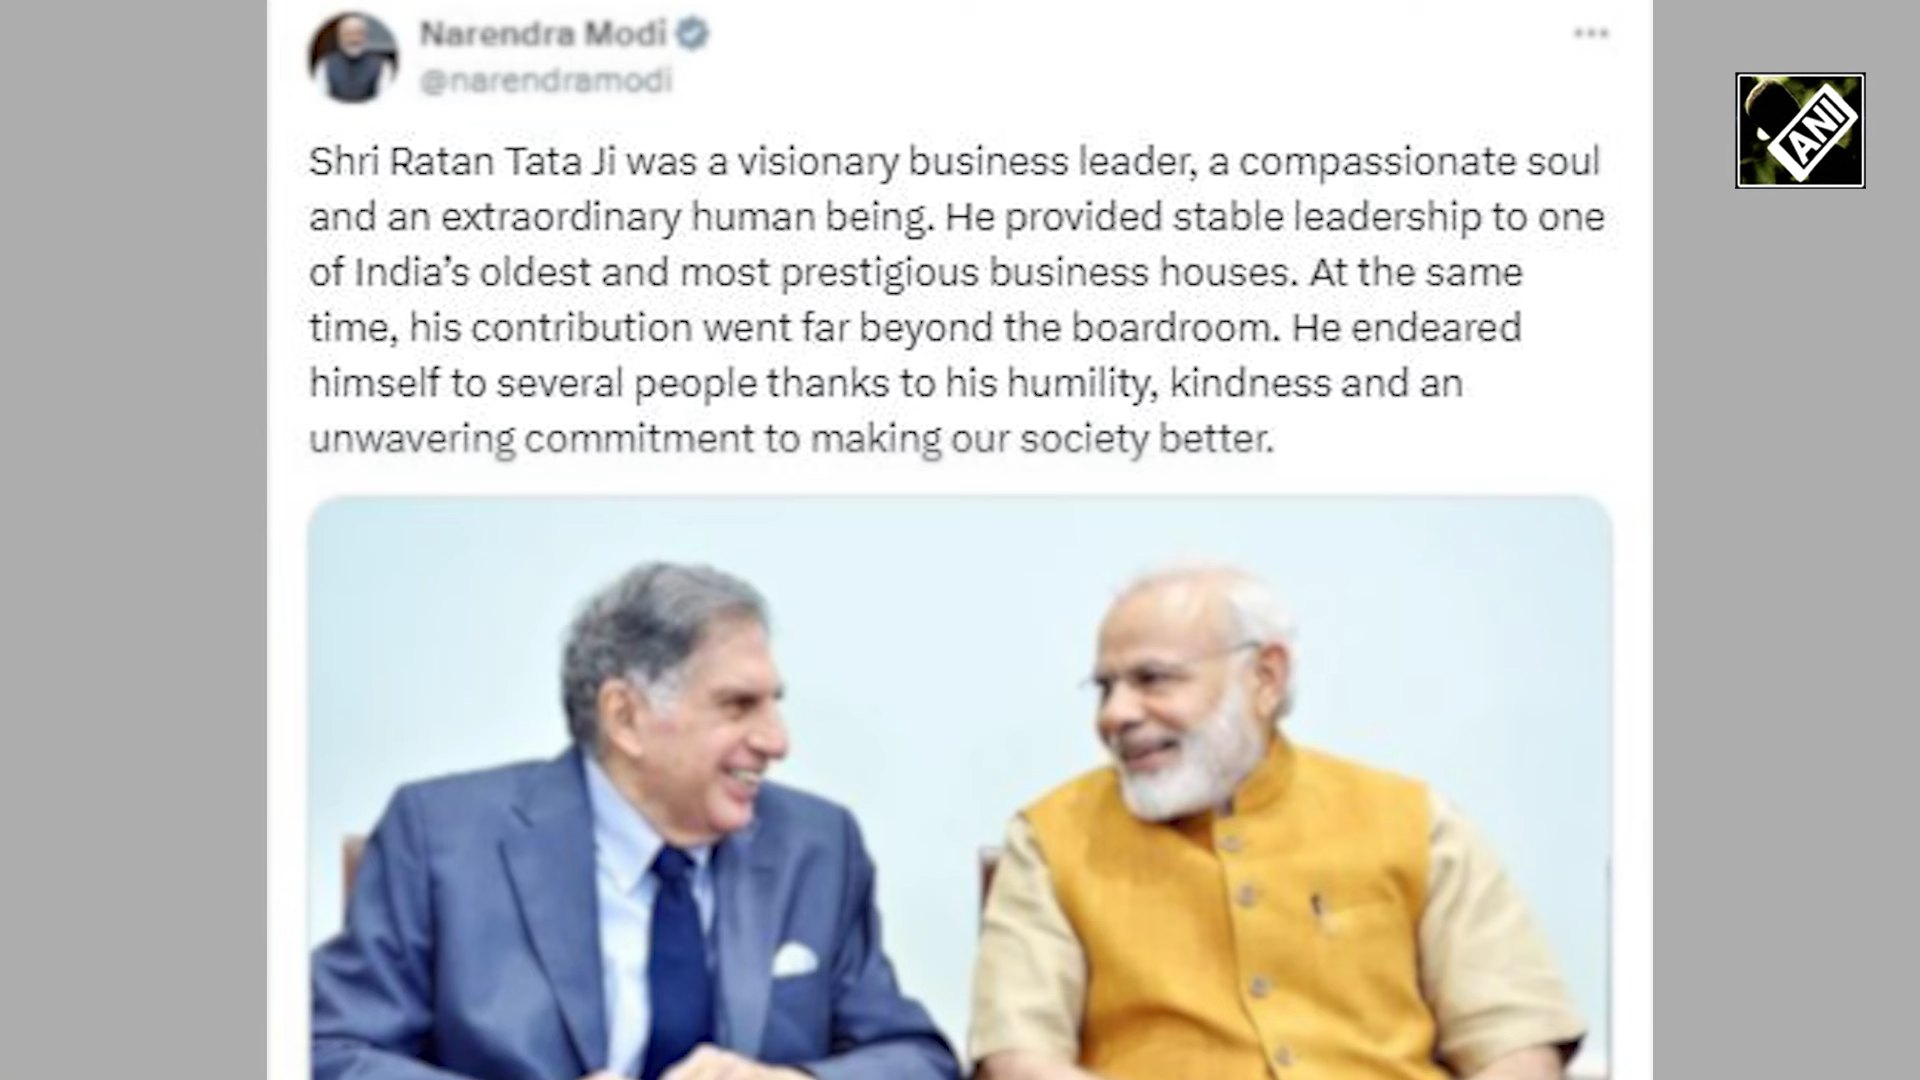 Narendra Modi
@narendramodi
Shri Ratan Tata Ji was a visionary business leader, a compassionate soul
and an extraordinary human being. He provided stable leadership to one
of India’s oldest and most prestigious business houses. At the same
time, his contribution went far beyond the boardroom. He endeared
himself to several people thanks to his humility, kindness and an
unwavering commitment to making our society better.
ANI